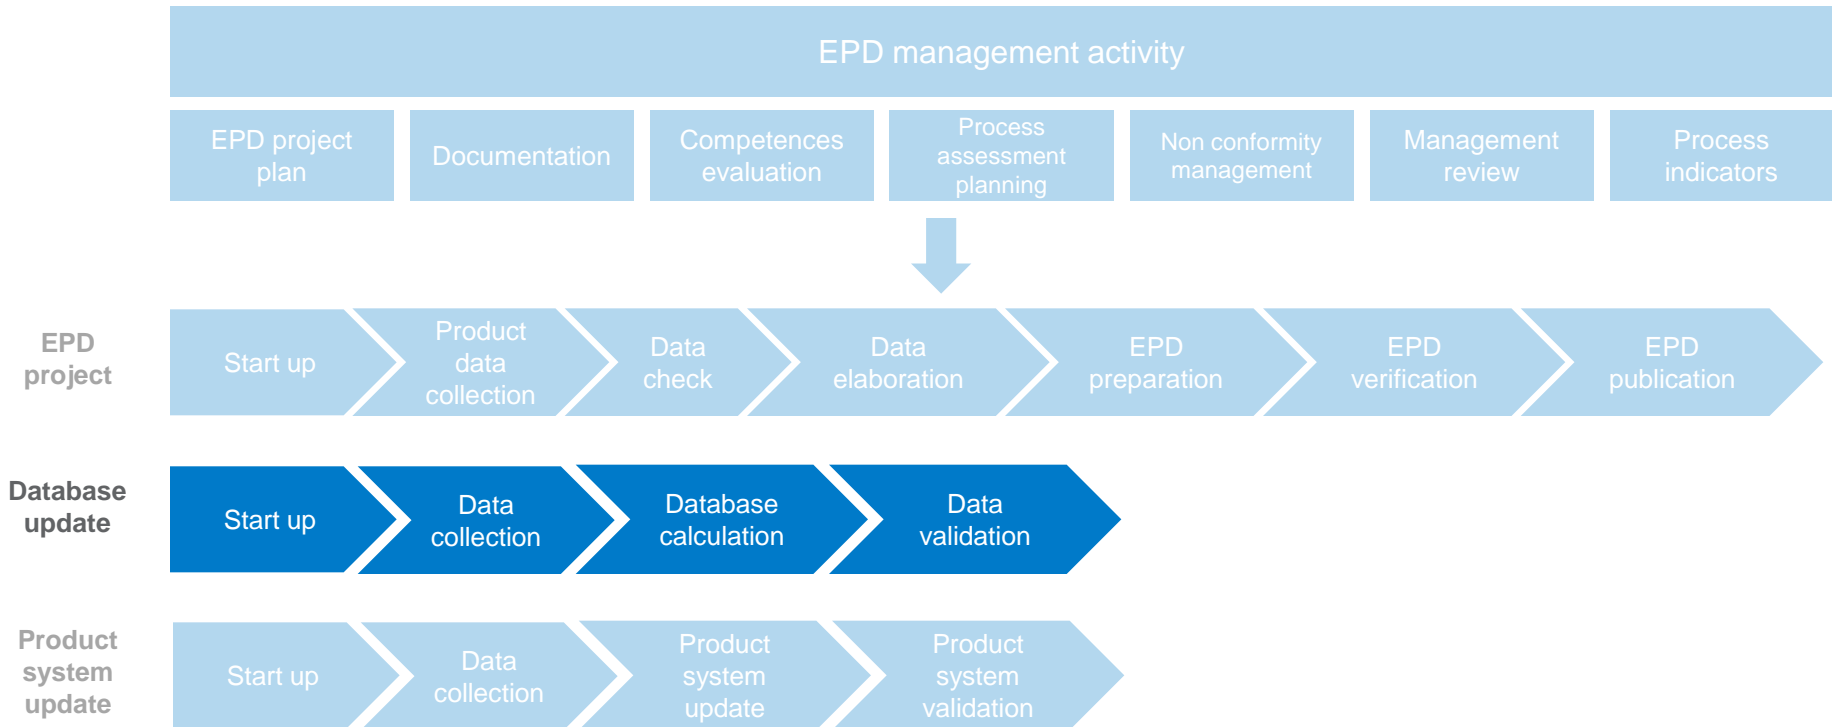 EPD management activity
EPD project
plan
Documentation
Competences
evaluation
Process
assessment
planning
Non conformity
management
Management
review
Process
indicators
EPD
project
Start up
Product
data
collection
Data
check
Data
elaboration
EPD
preparation
EPD
verification
EPD
publication
Database
update
Start up
Data
collection
Database
calculation
Data
validation
Product
system
update
Start up
Data
collection
Product
system
update
Product
system
validation